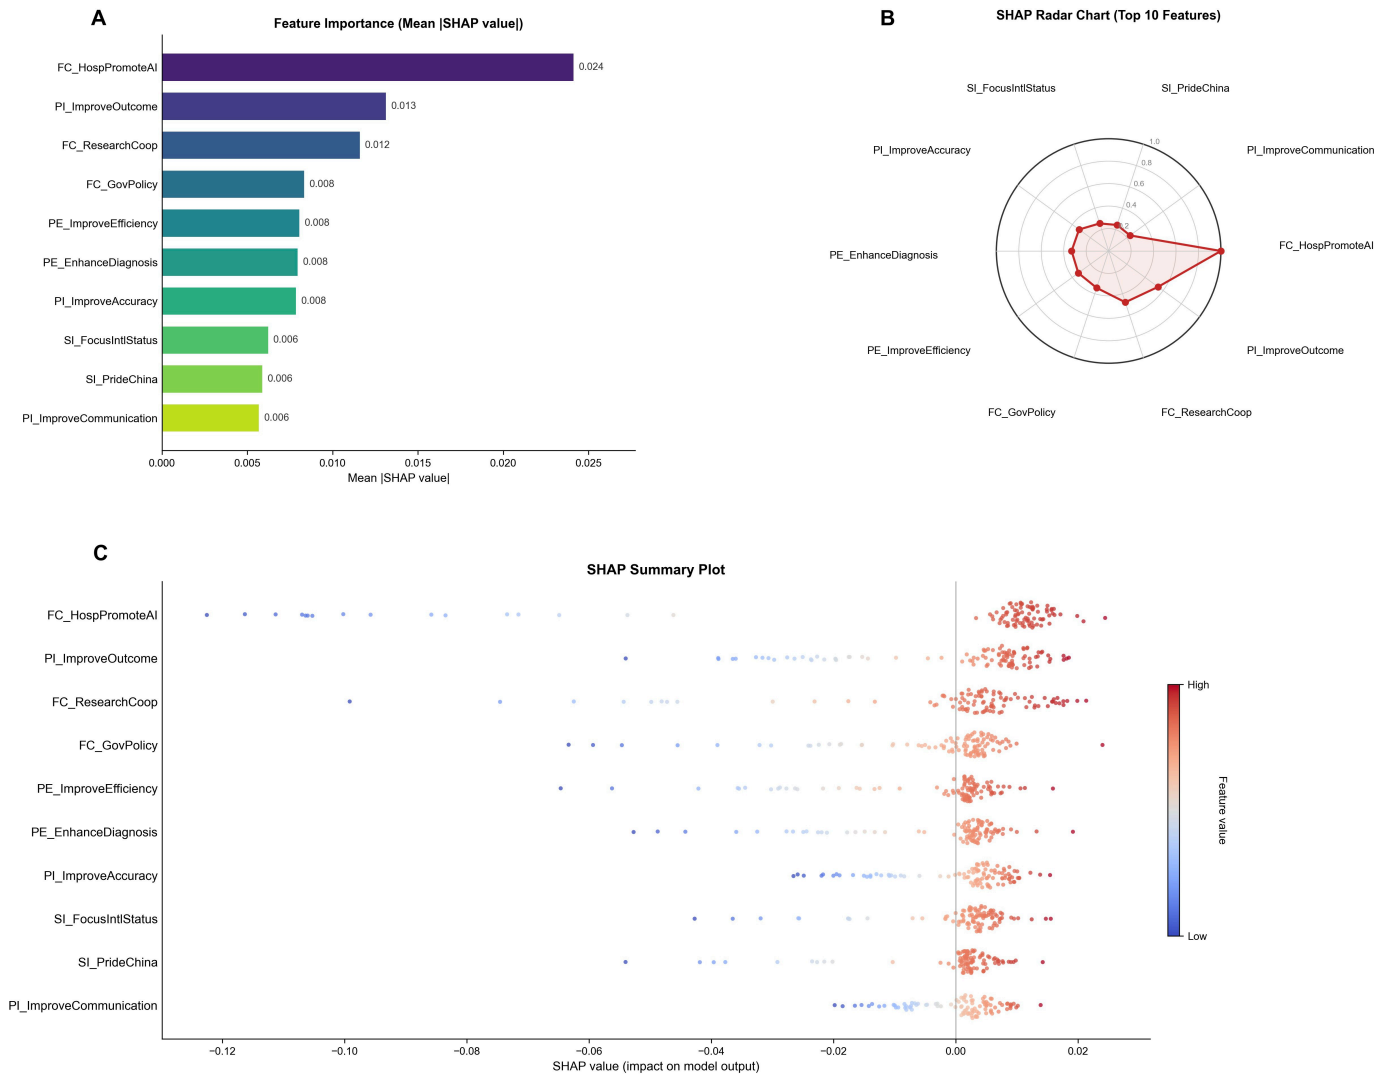 A
Feature Importance (Mean |SHAP value|)
FC_HospPromoteAI
0.024
PI_ImproveOutcome
0.013
FC_ResearchCoop
0.012
FC_GovPolicy
0.008
PE_ImproveEfficiency
0.008
PE_EnhanceDiagnosis
0.008
PI_ImproveAccuracy
0.008
SI_FocusIntlStatus
0.006
SI_PrideChina
0.006
PI_ImproveCommunication
0.006
0.000 0.005 0.010 0.015 0.020 0.025
Mean |SHAP value|
B
SHAP Radar Chart (Top 10 Features)
SI_FocusIntlStatus
SI_PrideChina
PI_ImproveAccuracy
PI_ImproveCommunication
PE_EnhanceDiagnosis
FC_HospPromoteAI
PE_ImproveEfficiency
PI_ImproveOutcome
FC_GovPolicy
FC_ResearchCoop
1.0
0.8
0.6
0.4
C
SHAP Summary Plot
FC_HospPromoteAI
PI_ImproveOutcome
FC_ResearchCoop
FC_GovPolicy
PE_ImproveEfficiency
PE_EnhanceDiagnosis
PI_ImproveAccuracy
SI_FocusIntlStatus
SI_PrideChina
PI_ImproveCommunication
−0.12 −0.10 −0.08 −0.06 −0.04 −0.02 0.00 0.02
SHAP value (impact on model output)
High
Feature value
Low